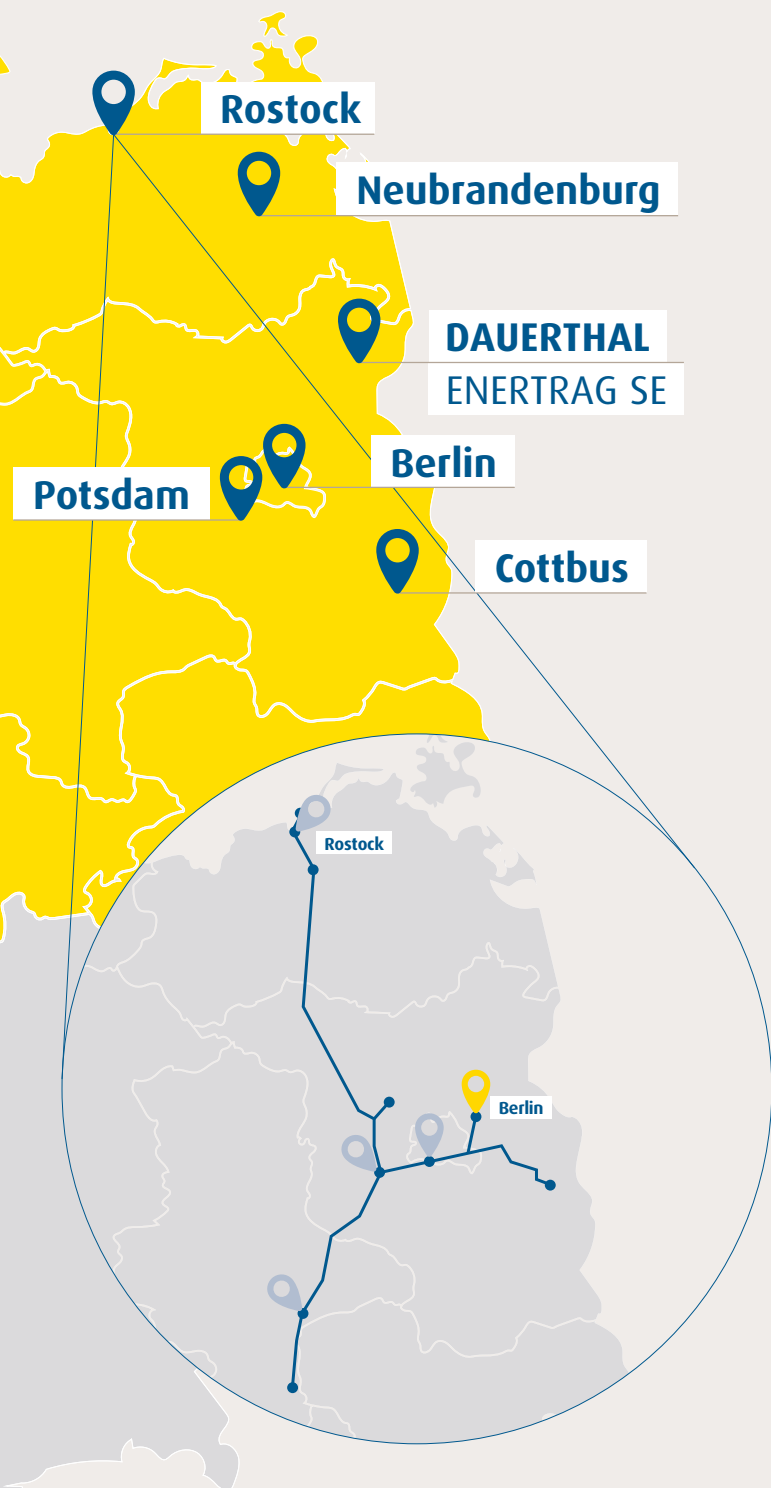 Rostock
Neubrandenburg
DAUERTHAL
ENERTRAG SE
Berlin
Potsdam
Cottbus
Rostock
Berlin